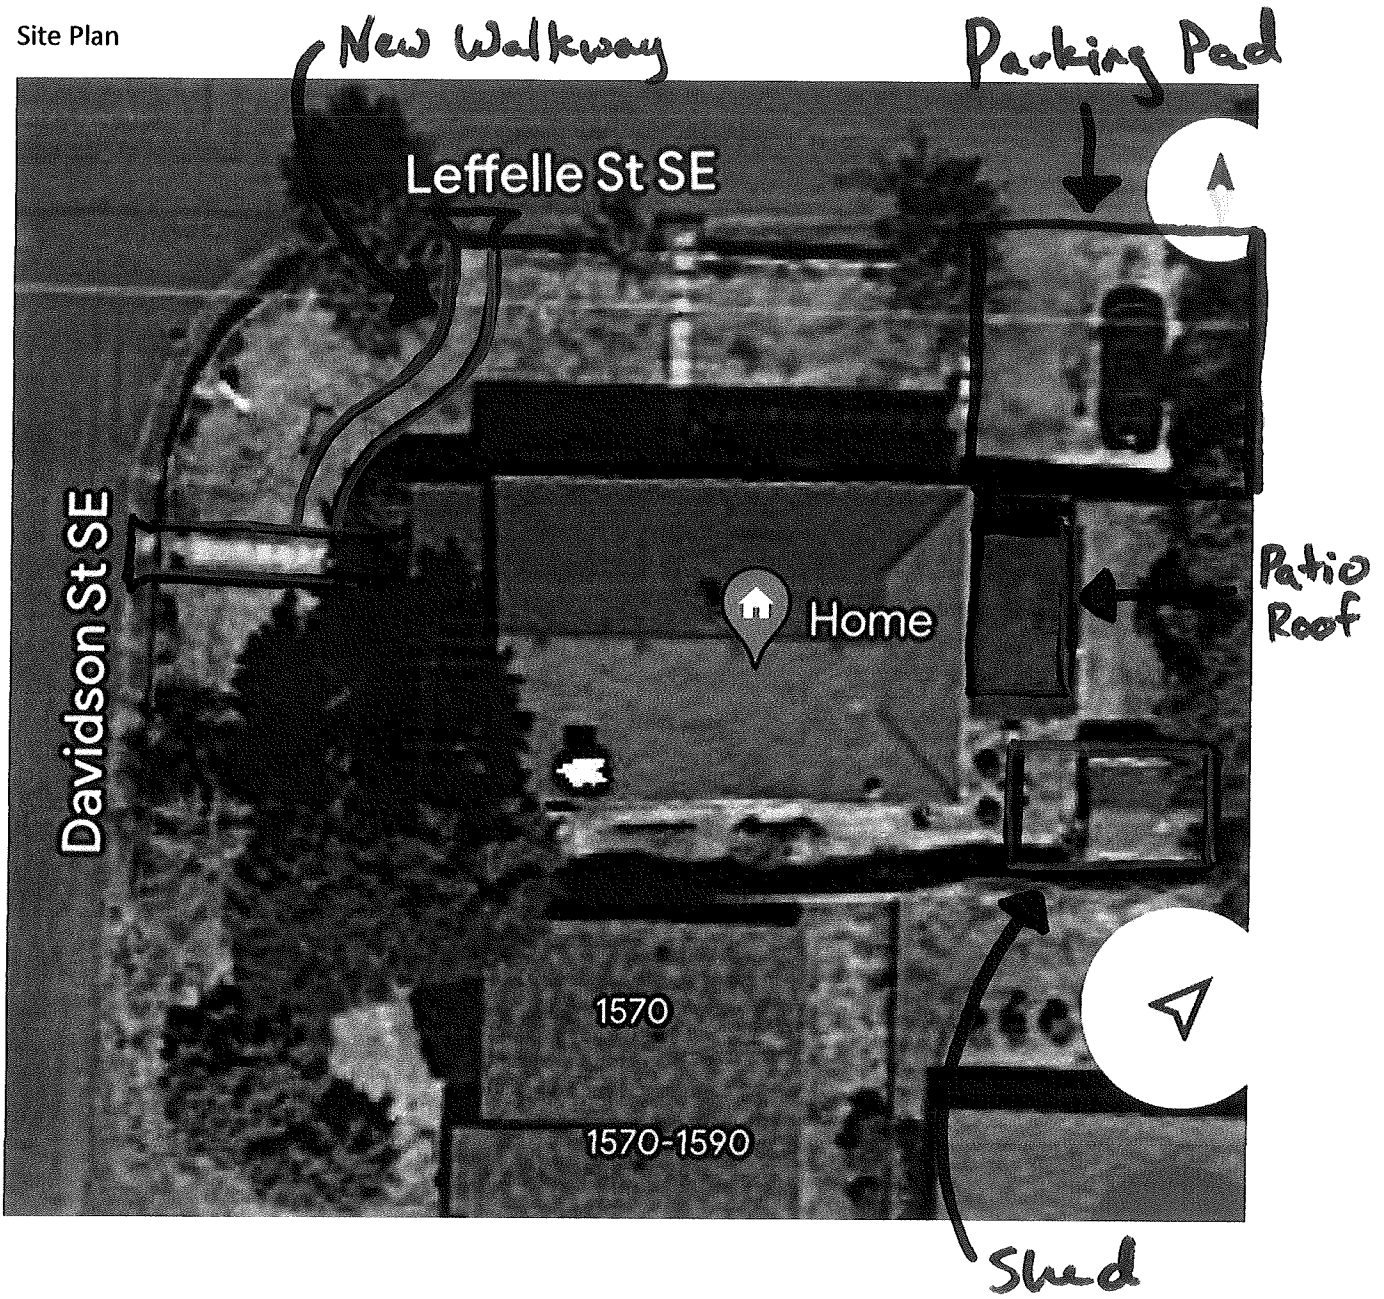 Site Plan
New Walkway
Parking Pad
Leffelle St SE
Davidson St SE
Patio
Roof
Home
1570
1570-1590
Shed